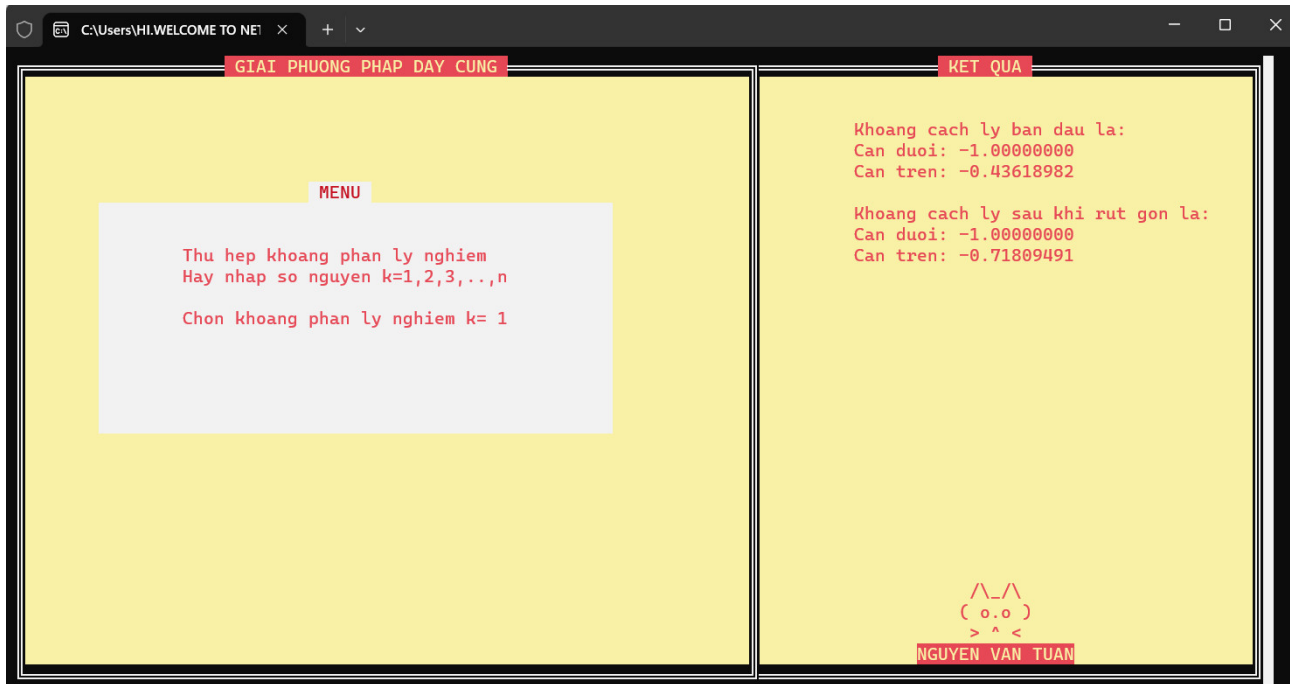 C:\Users\HI.WELCOME TO NET
GIAI PHUONG PHAP DAY CUNG
MENU
Thu hep khoang phan ly nghiem
Hay nhap so nguyen k=1,2,3,..,n
Chon khoang phan ly nghiem k= 1
KET QUA
Khoang cach ly ban dau la:
Can duoi: -1.00000000
Can tren: -0.43618982
Khoang cach ly sau khi rut gon la:
Can duoi: -1.00000000
Can tren: -0.71809491
/\_/\
( o.o )
> ^ <
NGUYEN VAN TUAN